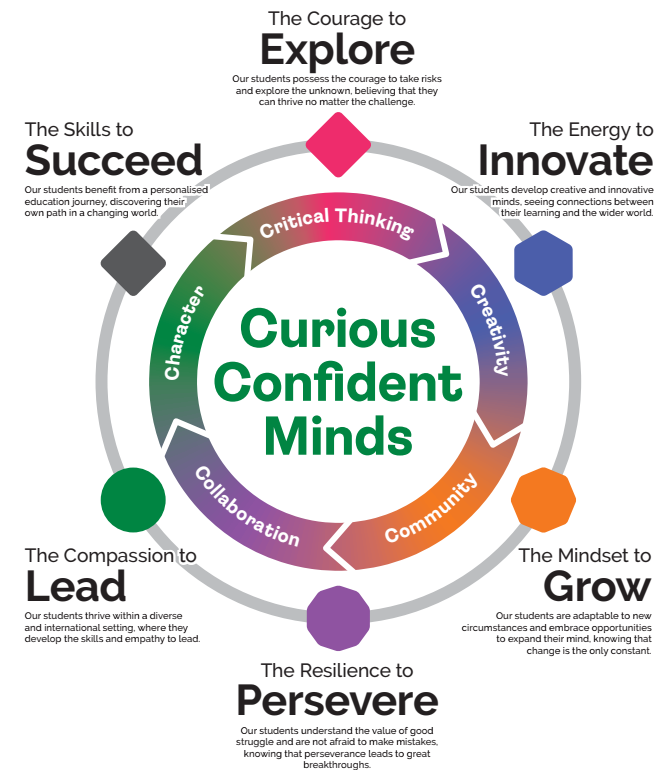 The Courage to
Explore
Our students possess the courage to take risks
and explore the unknown, believing that they
can thrive no matter the challenge.
The Skills to
Succeed
Our students benefit from a personalised
education journey, discovering their
own path in a changing world.
The Energy to
Innovate
Our students develop creative and innovative
minds, seeing connections between
their learning and the wider world.
Critical Thinking
Creativity
Community
Collaboration
Character
Curious
Confident
Minds
The Compassion to
Lead
Our students thrive within a diverse
and international setting, where they
develop the skills and empathy to lead.
The Mindset to
Grow
Our students are adaptable to new
circumstances and embrace opportunities
to expand their mind, knowing that
change is the only constant.
The Resilience to
Persevere
Our students understand the value of good
struggle and are not afraid to make mistakes,
knowing that perseverance leads to great
breakthroughs.